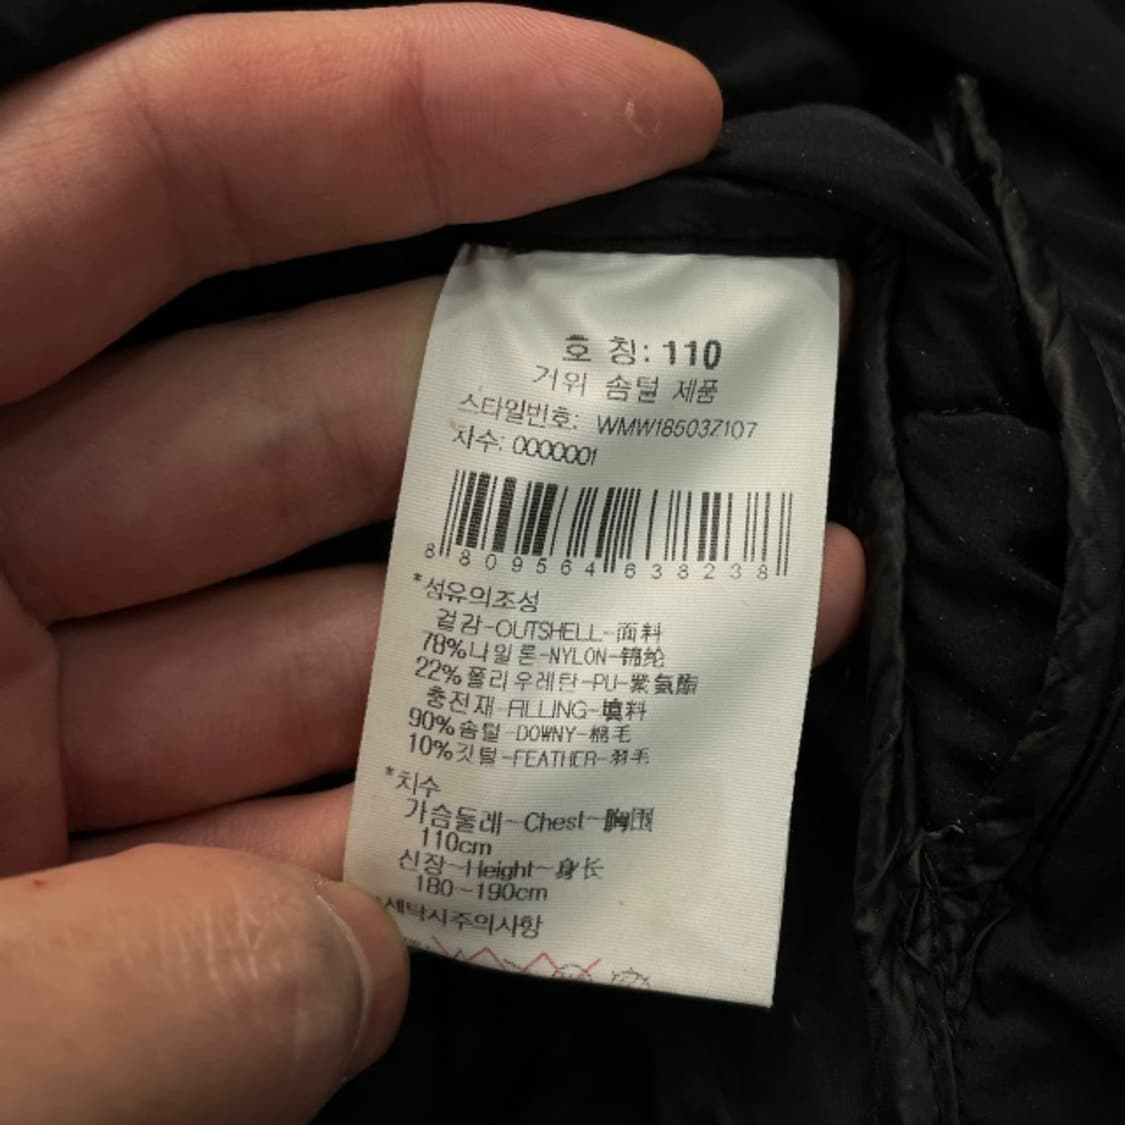 호 칭: 110
거위 솜털 제품
스타일번호: WMW18503Z107
차수: 0000001
8 809564 638238
*섬유의조성
겉감-OUTSHELL-面料
78%나일론-NYLON-锦纶
22%폴리우레탄-PU-聚氨酯
충전재-FILLING-填料
90%솜털-DOWNY-棉毛
10%깃털-FEATHER-羽毛
*치수
가슴둘레-Chest-胸围
110cm
신장-Height-身长
180~190cm
*세탁시주의사항